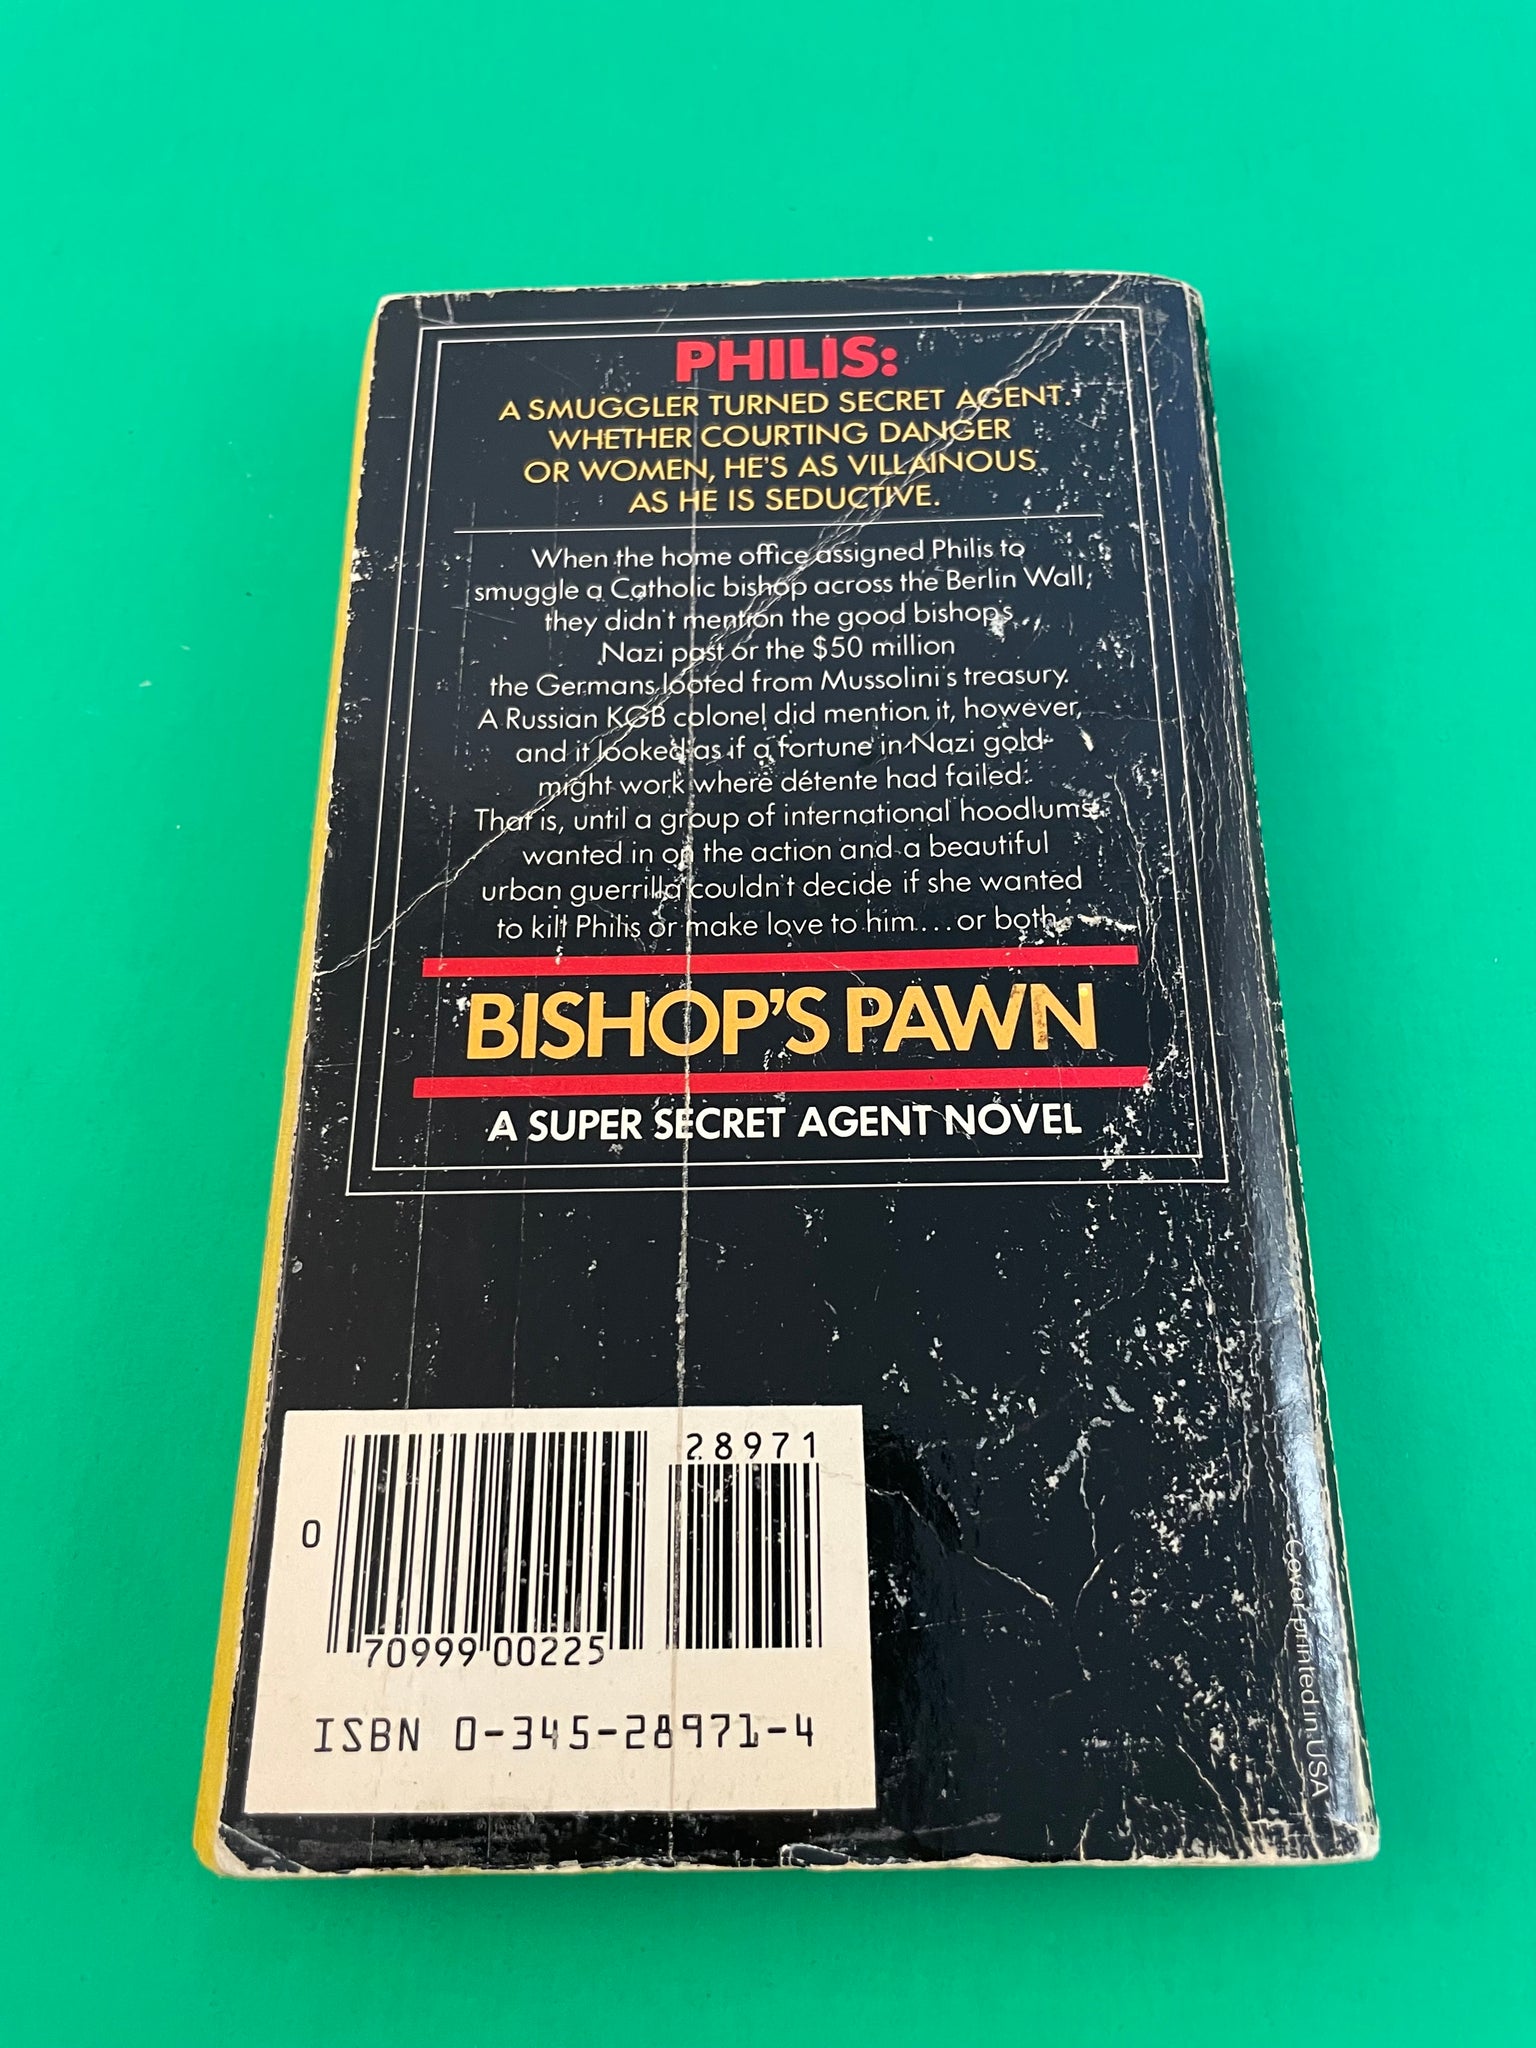 PHILIS:
A SMUGGLER TURNED SECRET AGENT.
WHETHER COURTING DANGER
OR WOMEN, HE'S AS VILLAINOUS
AS HE IS SEDUCTIVE.
When the home office assigned Philis to
smuggle a Catholic bishop across the Berlin Wall,
they didn't mention the good bishop's
Nazi past or the $50 million
the Germans looted from Mussolini's treasury.
A Russian KGB colonel did mention it, however,
and it looked as if a fortune in Nazi gold
might work where détente had failed.
That is, until a group of international hoodlums
wanted in on the action and a beautiful
urban guerrilla couldn't decide if she wanted
to kill Philis or make love to him... or both.
BISHOP'S PAWN
A SUPER SECRET AGENT NOVEL
28971
0
70999 00225
ISBN 0-345-28971-4
Cover printed in USA